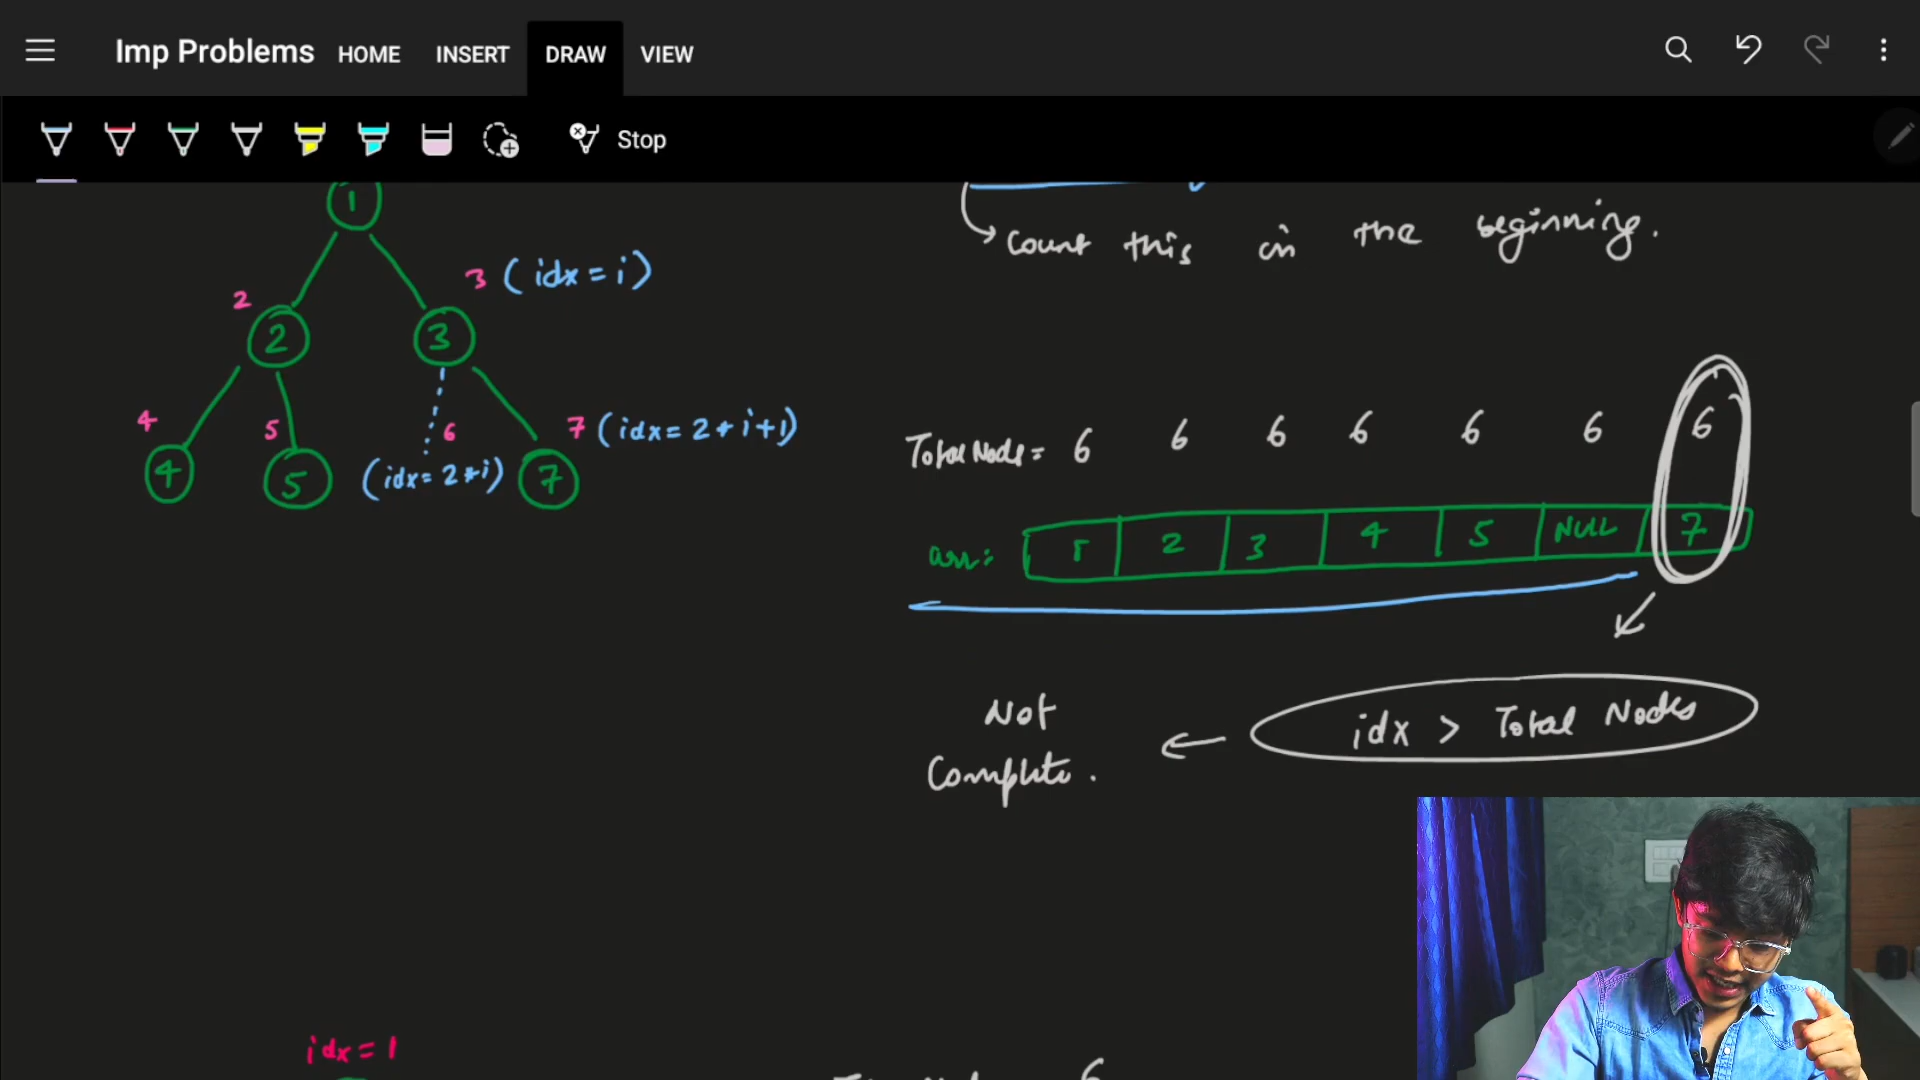 Imp Problems HOME INSERT DRAW VIEW
Stop
1
Count this in the beginning.
3 (idx = i)
2
2 3
4 5 6 7 (idx = 2*i+1)
4 5 (idx = 2*i) 7
Total Node = 6 6 6 6 6 6 6
arr: 1 2 3 4 5 NULL 7
idx > Total Nodes
Not
Complete.
idx = 1
6